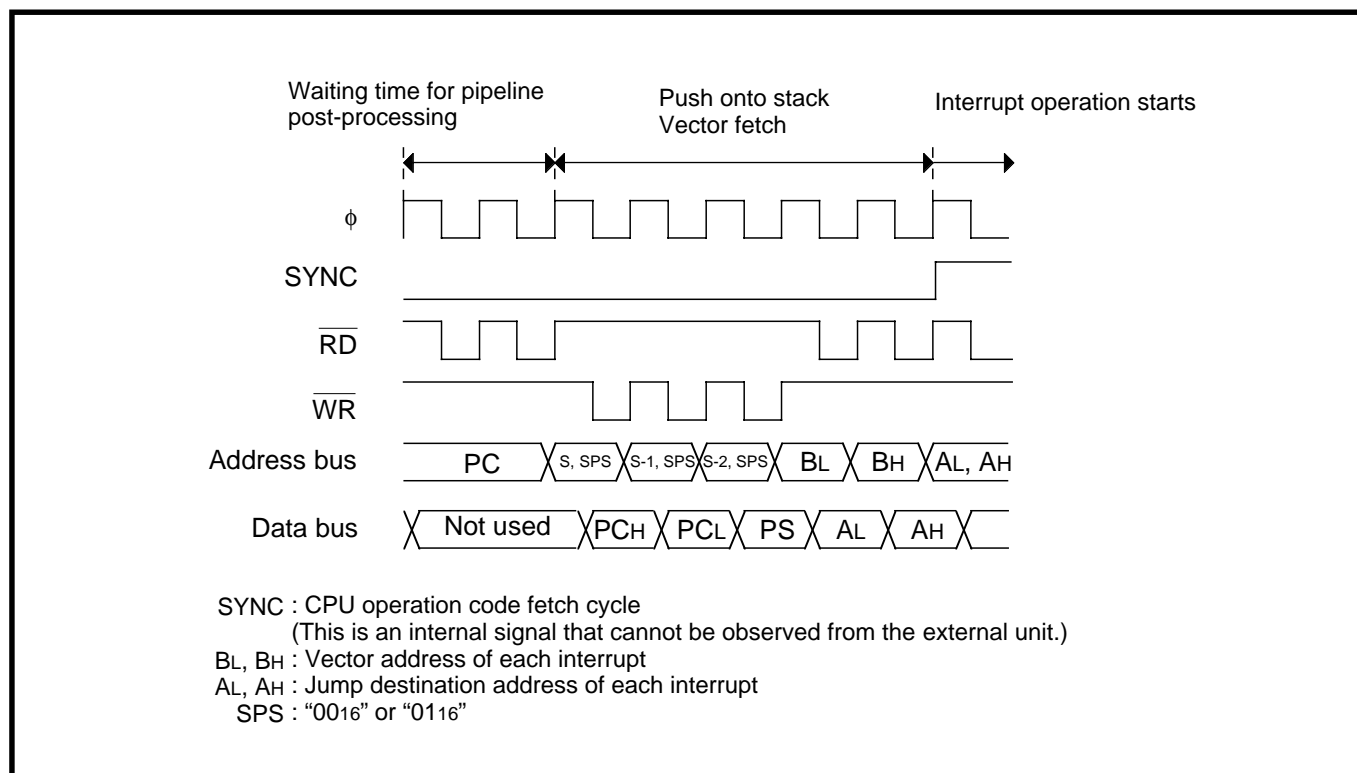 Waiting time for pipeline
post-processing
Push onto stack
Vector fetch
Interrupt operation starts
ϕ
SYNC
RD
WR
Address bus
PC
S, SPS
S-1, SPS
S-2, SPS
BL
BH
AL, AH
Data bus
Not used
PCH
PCL
PS
AL
AH
SYNC : CPU operation code fetch cycle
(This is an internal signal that cannot be observed from the external unit.)
BL, BH : Vector address of each interrupt
AL, AH : Jump destination address of each interrupt
SPS : “0016” or “0116”